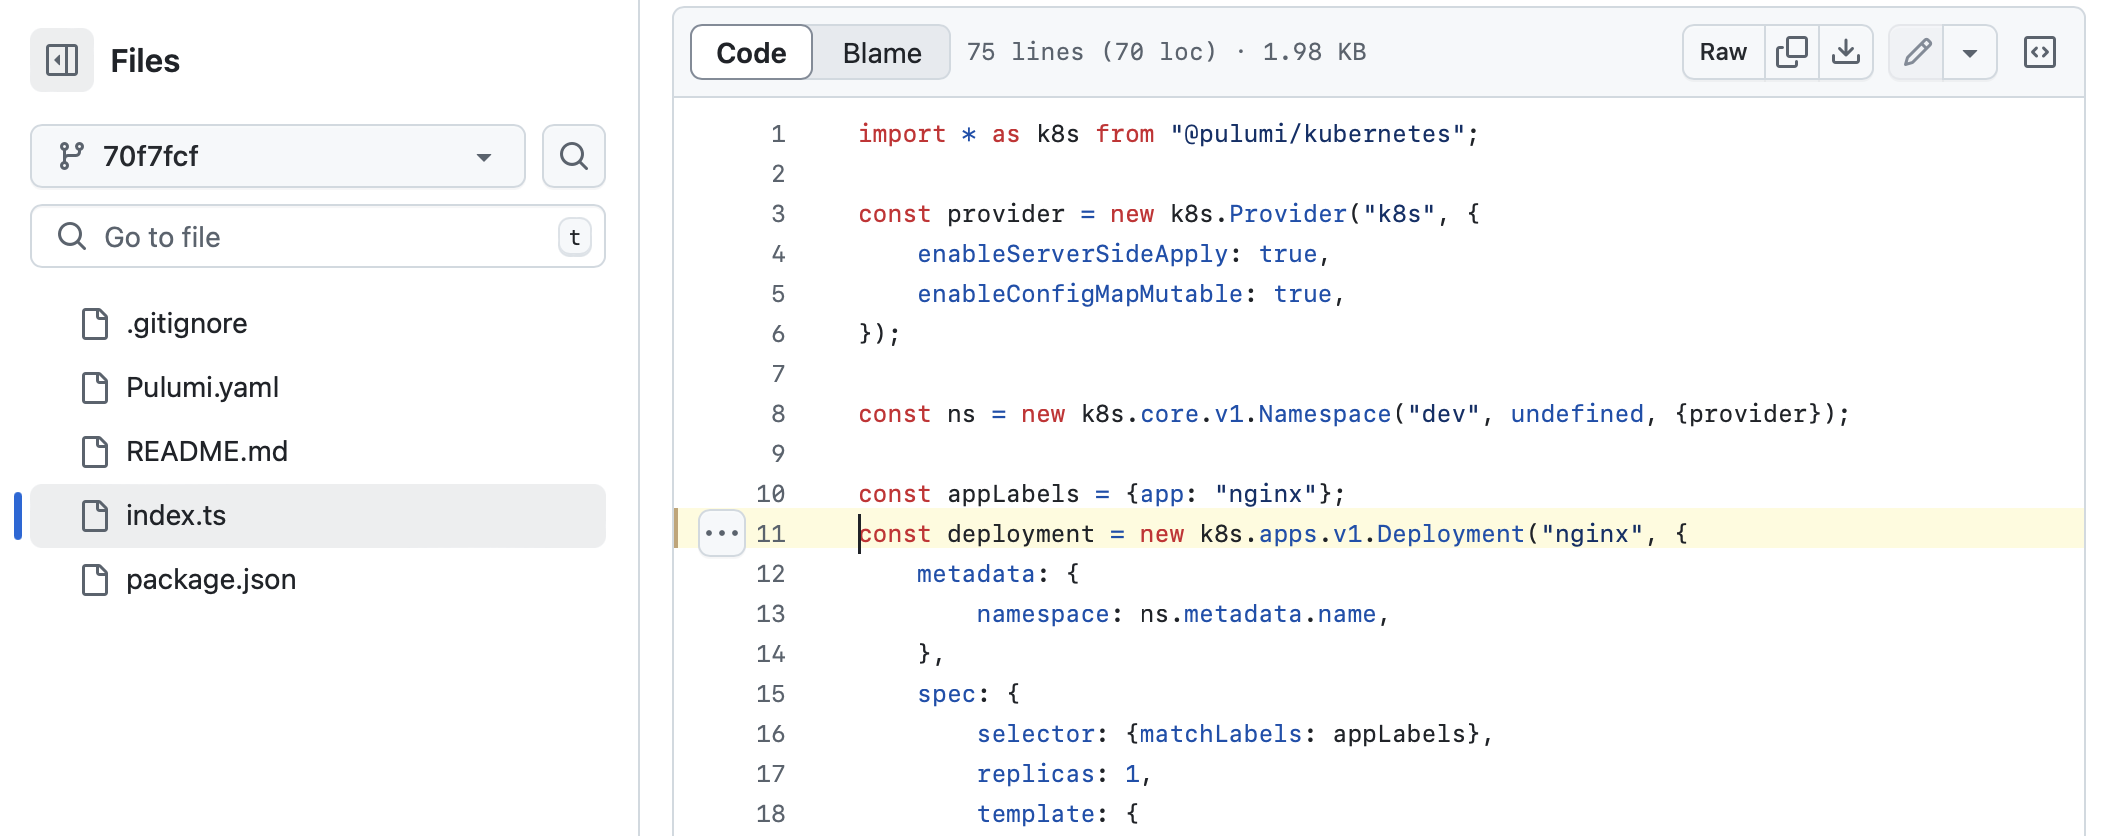 Files
70f7fcf
Go to file
t
.gitignore
Pulumi.yaml
README.md
index.ts
package.json
Code
Blame
75 lines (70 loc) · 1.98 KB
Raw
1 import * as k8s from "@pulumi/kubernetes";
2
3 const provider = new k8s.Provider("k8s", {
4     enableServerSideApply: true,
5     enableConfigMapMutable: true,
6 });
7
8 const ns = new k8s.core.v1.Namespace("dev", undefined, {provider});
9
10 const appLabels = {app: "nginx"};
11 const deployment = new k8s.apps.v1.Deployment("nginx", {
12     metadata: {
13         namespace: ns.metadata.name,
14     },
15     spec: {
16         selector: {matchLabels: appLabels},
17         replicas: 1,
18         template: {